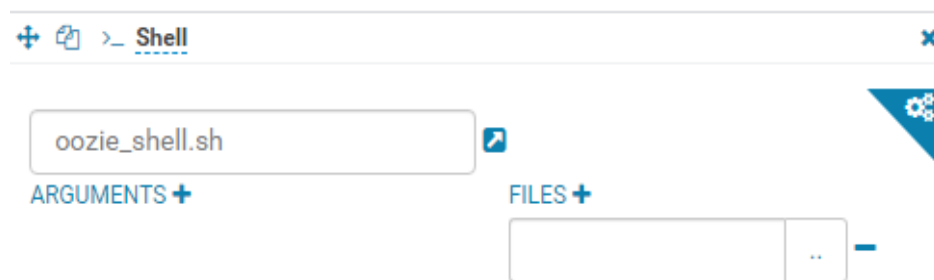 >_ Shell
oozie_shell.sh
ARGUMENTS +
FILES +
..